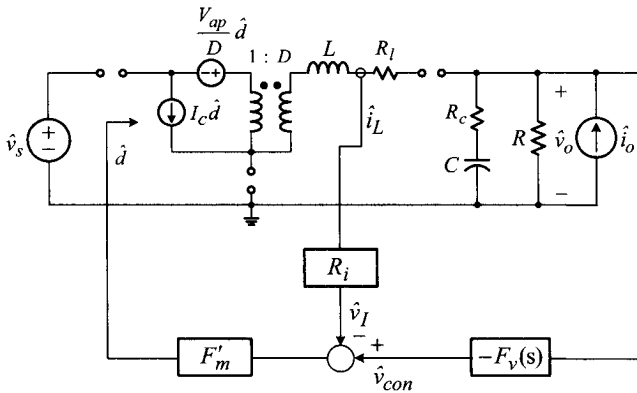 V_ap
D
d̂
− +
1 : D
L
R_l
v̂_s
+
−
I_c d̂
d̂
î_L
R_c
C
R
+
v̂_o
−
î_o
R_i
v̂_I
−
F′_m
+
v̂_con
−F_v(s)